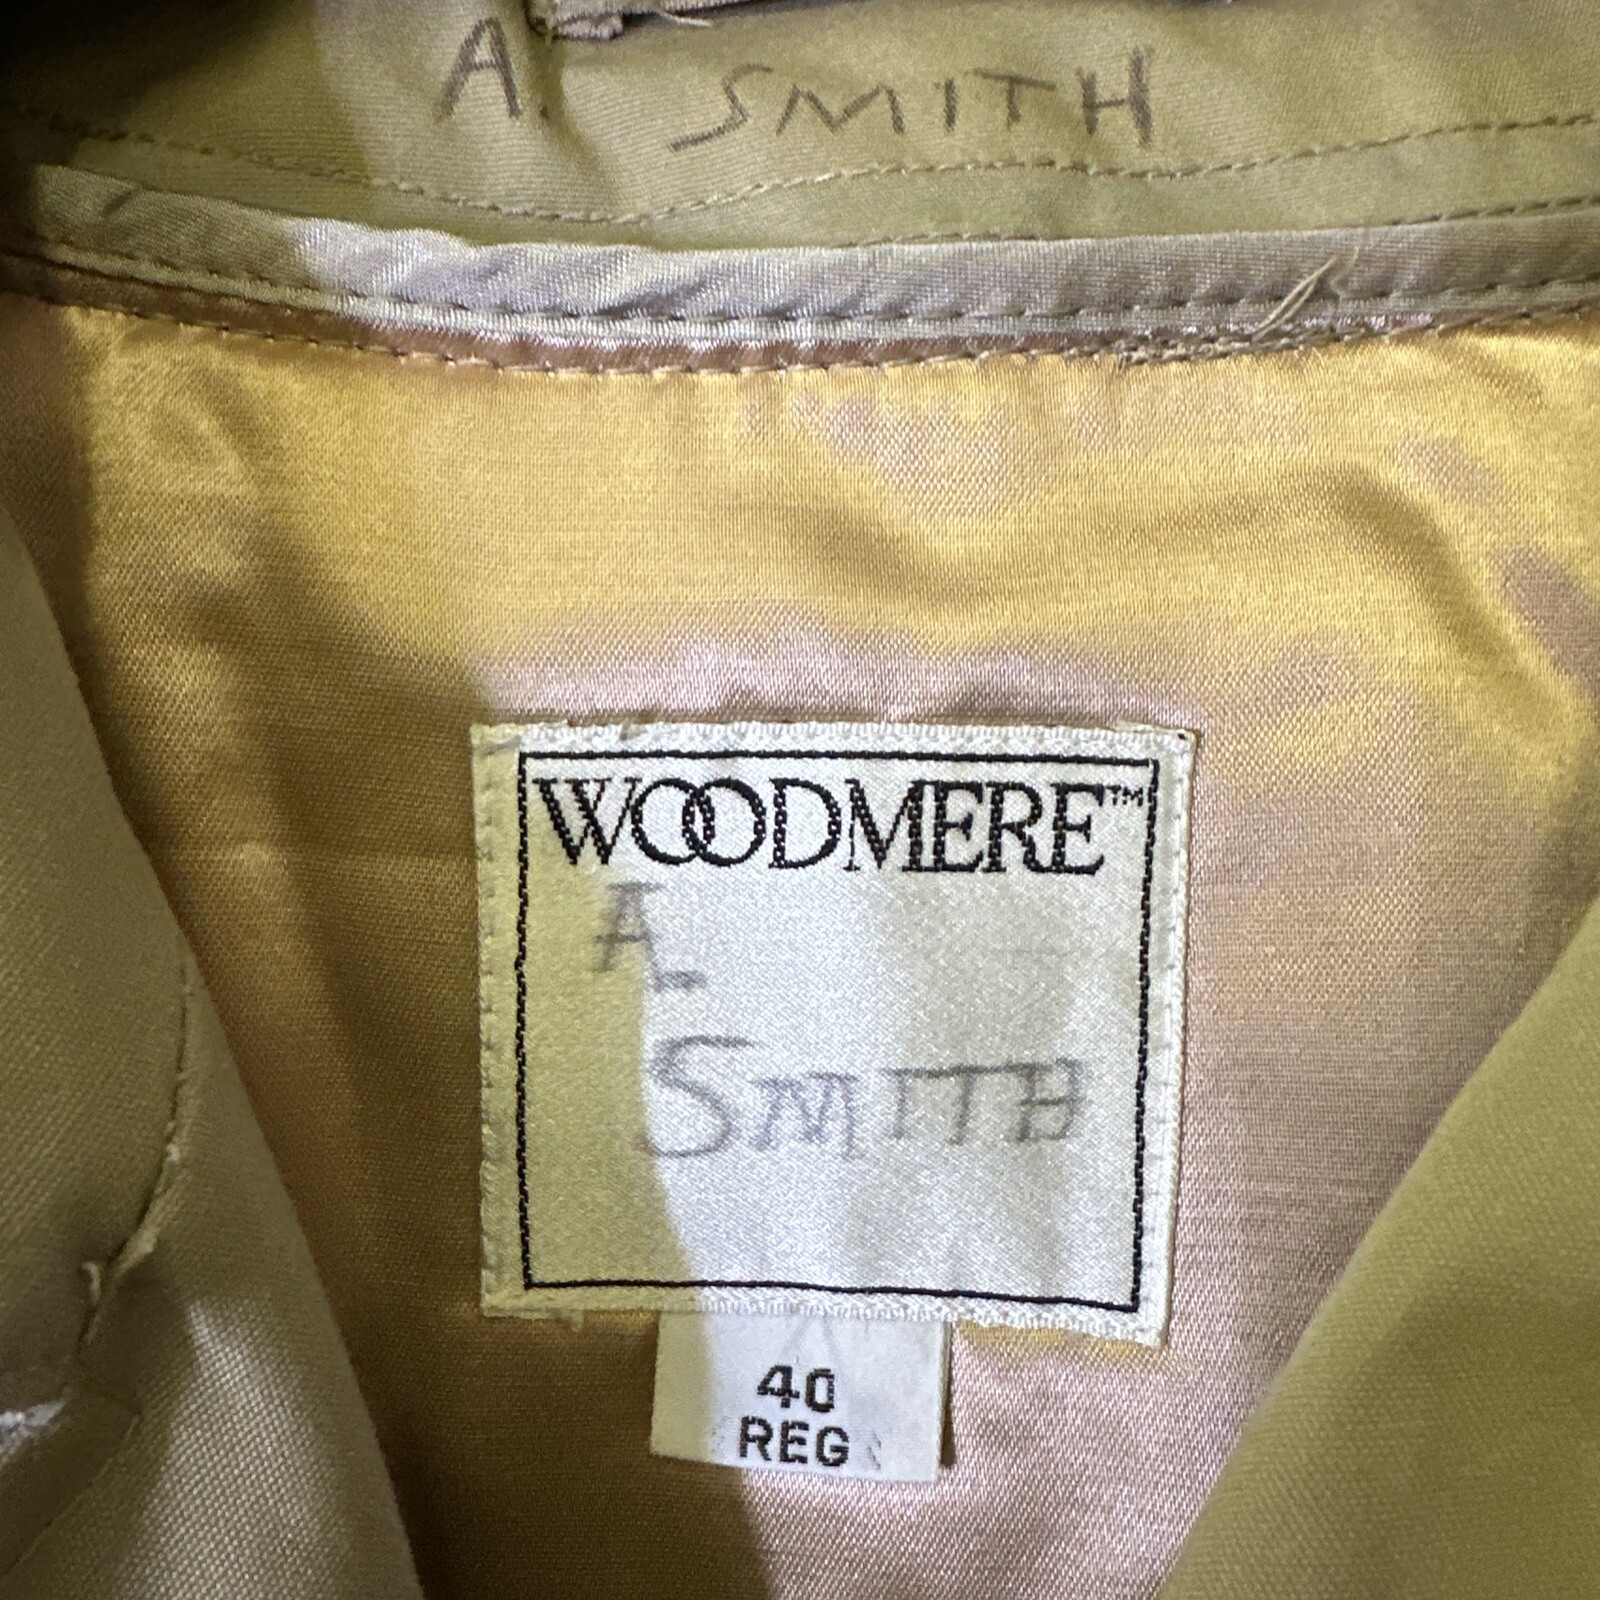 A. SMITH
WOODMERE™
A.
SMITH
40
REG